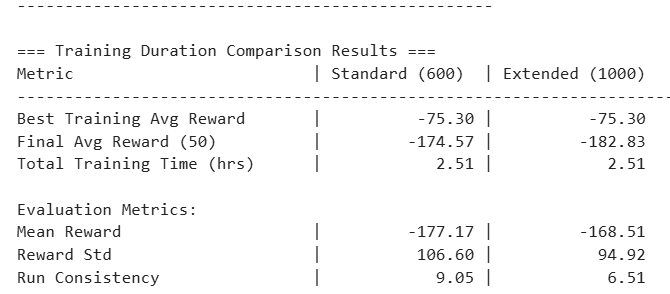 --------------------------------------------------
=== Training Duration Comparison Results ===
Metric | Standard (600) | Extended (1000)
----------------------------------------------------------------------
Best Training Avg Reward | -75.30 | -75.30
Final Avg Reward (50) | -174.57 | -182.83
Total Training Time (hrs) | 2.51 | 2.51
Evaluation Metrics:
Mean Reward | -177.17 | -168.51
Reward Std | 106.60 | 94.92
Run Consistency | 9.05 | 6.51